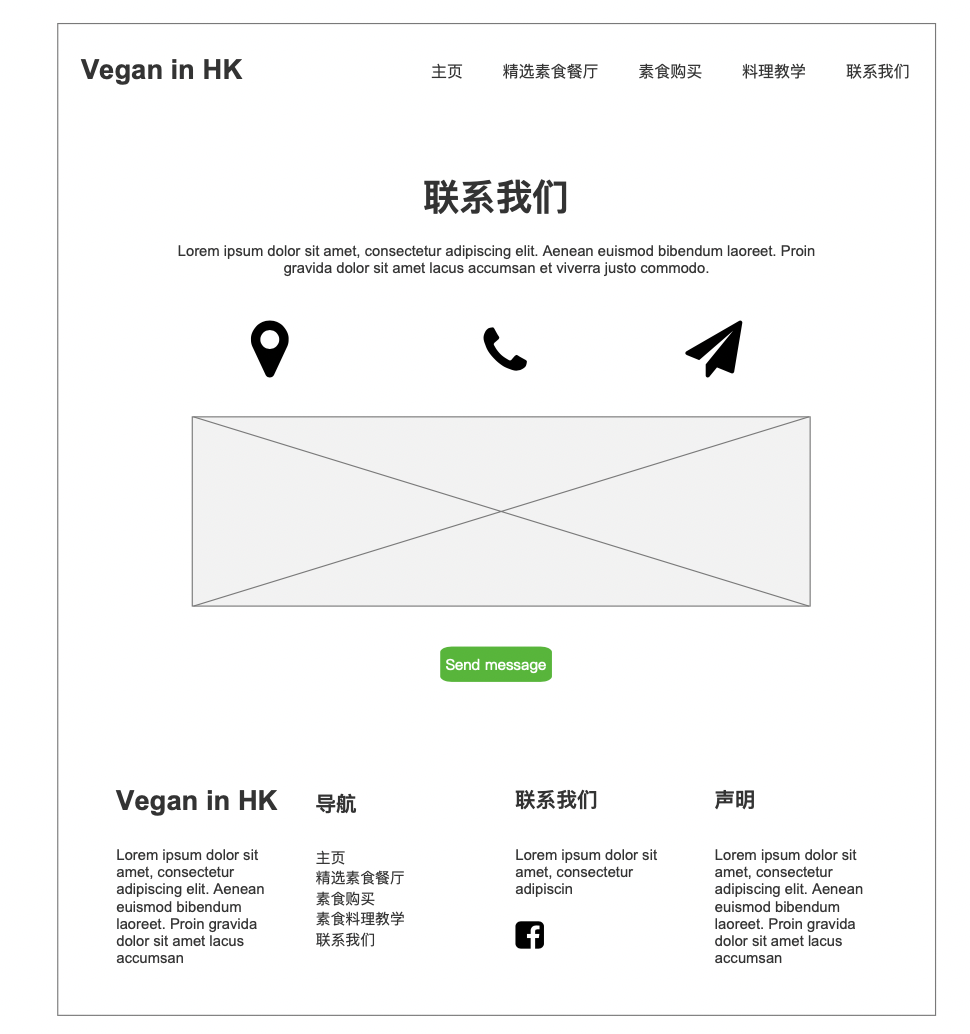 Vegan in HK
主页 精选素食餐厅 素食购买 料理教学 联系我们
联系我们
Lorem ipsum dolor sit amet, consectetur adipiscing elit. Aenean euismod bibendum laoreet. Proin
gravida dolor sit amet lacus accumsan et viverra justo commodo.
Send message
Vegan in HK
Lorem ipsum dolor sit
amet, consectetur
adipiscing elit. Aenean
euismod bibendum
laoreet. Proin gravida
dolor sit amet lacus
accumsan
导航
主页
精选素食餐厅
素食购买
素食料理教学
联系我们
联系我们
Lorem ipsum dolor sit
amet, consectetur
adipiscin
声明
Lorem ipsum dolor sit
amet, consectetur
adipiscing elit. Aenean
euismod bibendum
laoreet. Proin gravida
dolor sit amet lacus
accumsan